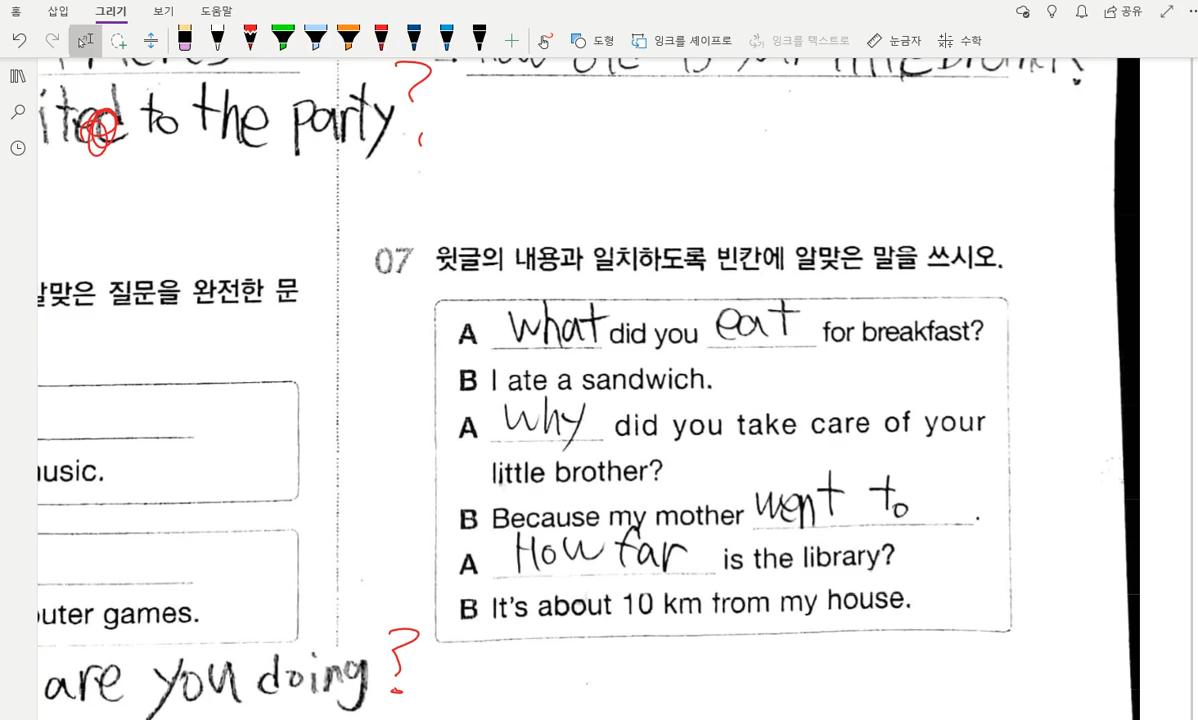 홈 삽입 그리기 보기 도움말 공유
도형 잉크를 셰이프로 잉크를 텍스트로 눈금자 수학
to the party?
맞은 질문을 완전한 문
usic.
uter games.
are you doing?
07 윗글의 내용과 일치하도록 빈칸에 알맞은 말을 쓰시오.
A what did you eat for breakfast?
B I ate a sandwich.
A why did you take care of your
little brother?
B Because my mother went to .
A How far is the library?
B It's about 10 km from my house.